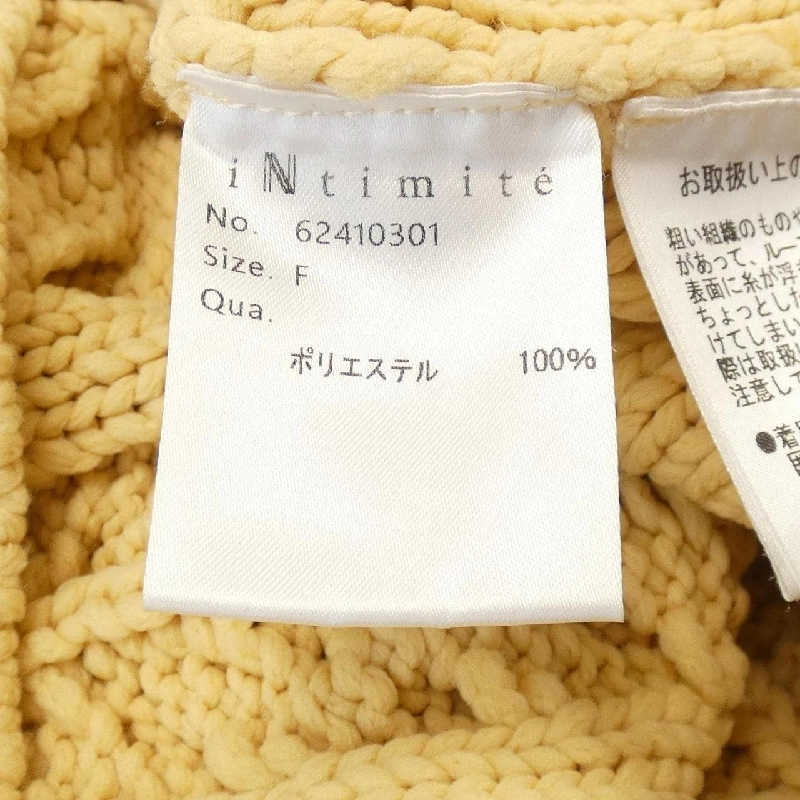 iNtimité
No. 62410301
Size. F
Qua.
ポリエステル 100%
お取扱い上の
粗い組織のものや
があって、ルー
表面に糸が浮
ちょっとした
けてしまい
際は取扱い
注意して
●着